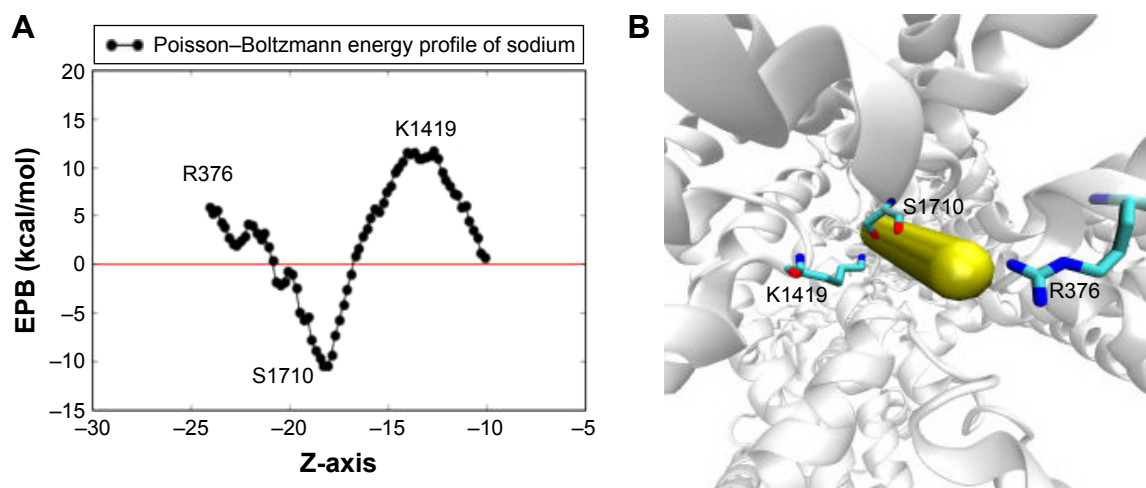 A
Poisson–Boltzmann energy profile of sodium
20
15
10
5
0
–5
–10
–15
EPB (kcal/mol)
R376
K1419
S1710
–30
–25
–20
–15
–10
–5
Z-axis
B
S1710
K1419
R376